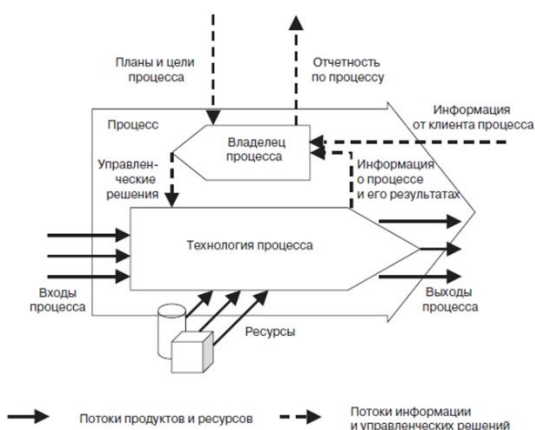 Планы и цели
процесса
Отчетность
по процессу
Информация
от клиента процесса
Процесс
Владелец
процесса
Управлен-
ческие
решения
Информация
о процессе
и его результатах
Технология процесса
Входы
процесса
Выходы
процесса
Ресурсы
Потоки продуктов и ресурсов
Потоки информации
и управленческих решений